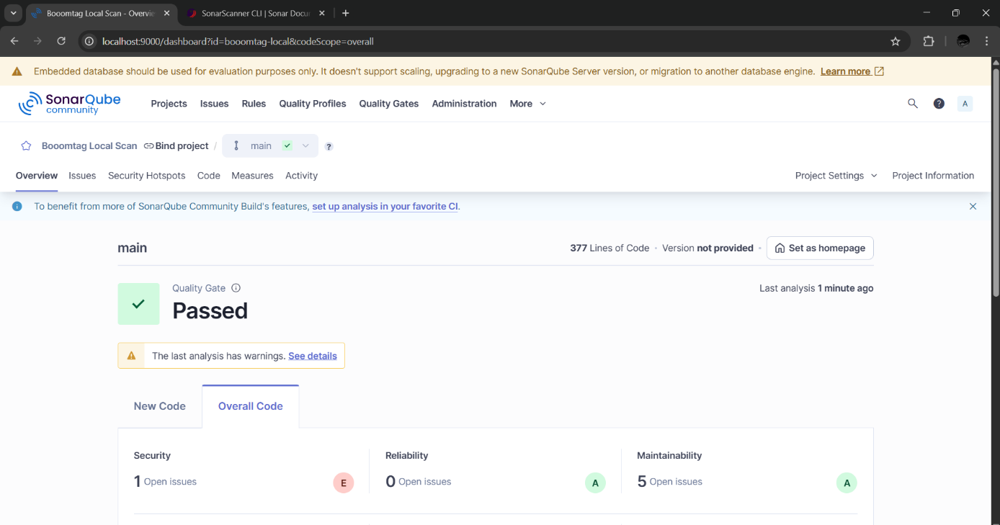 Booomtag Local Scan - Overvie
SonarScanner CLI | Sonar Docur
localhost:9000/dashboard?id=booomtag-local&codeScope=overall
Embedded database should be used for evaluation purposes only. It doesn't support scaling, upgrading to a new SonarQube Server version, or migration to another database engine. Learn more
SonarQube community Projects Issues Rules Quality Profiles Quality Gates Administration More ? A
Booomtag Local Scan Bind project / main ?
Overview Issues Security Hotspots Code Measures Activity Project Settings Project Information
To benefit from more of SonarQube Community Build's features, set up analysis in your favorite CI.
main 377 Lines of Code • Version not provided • Set as homepage
Quality Gate Last analysis 1 minute ago
Passed
The last analysis has warnings. See details
New Code Overall Code
Security Reliability Maintainability
1 Open issues E 0 Open issues A 5 Open issues A